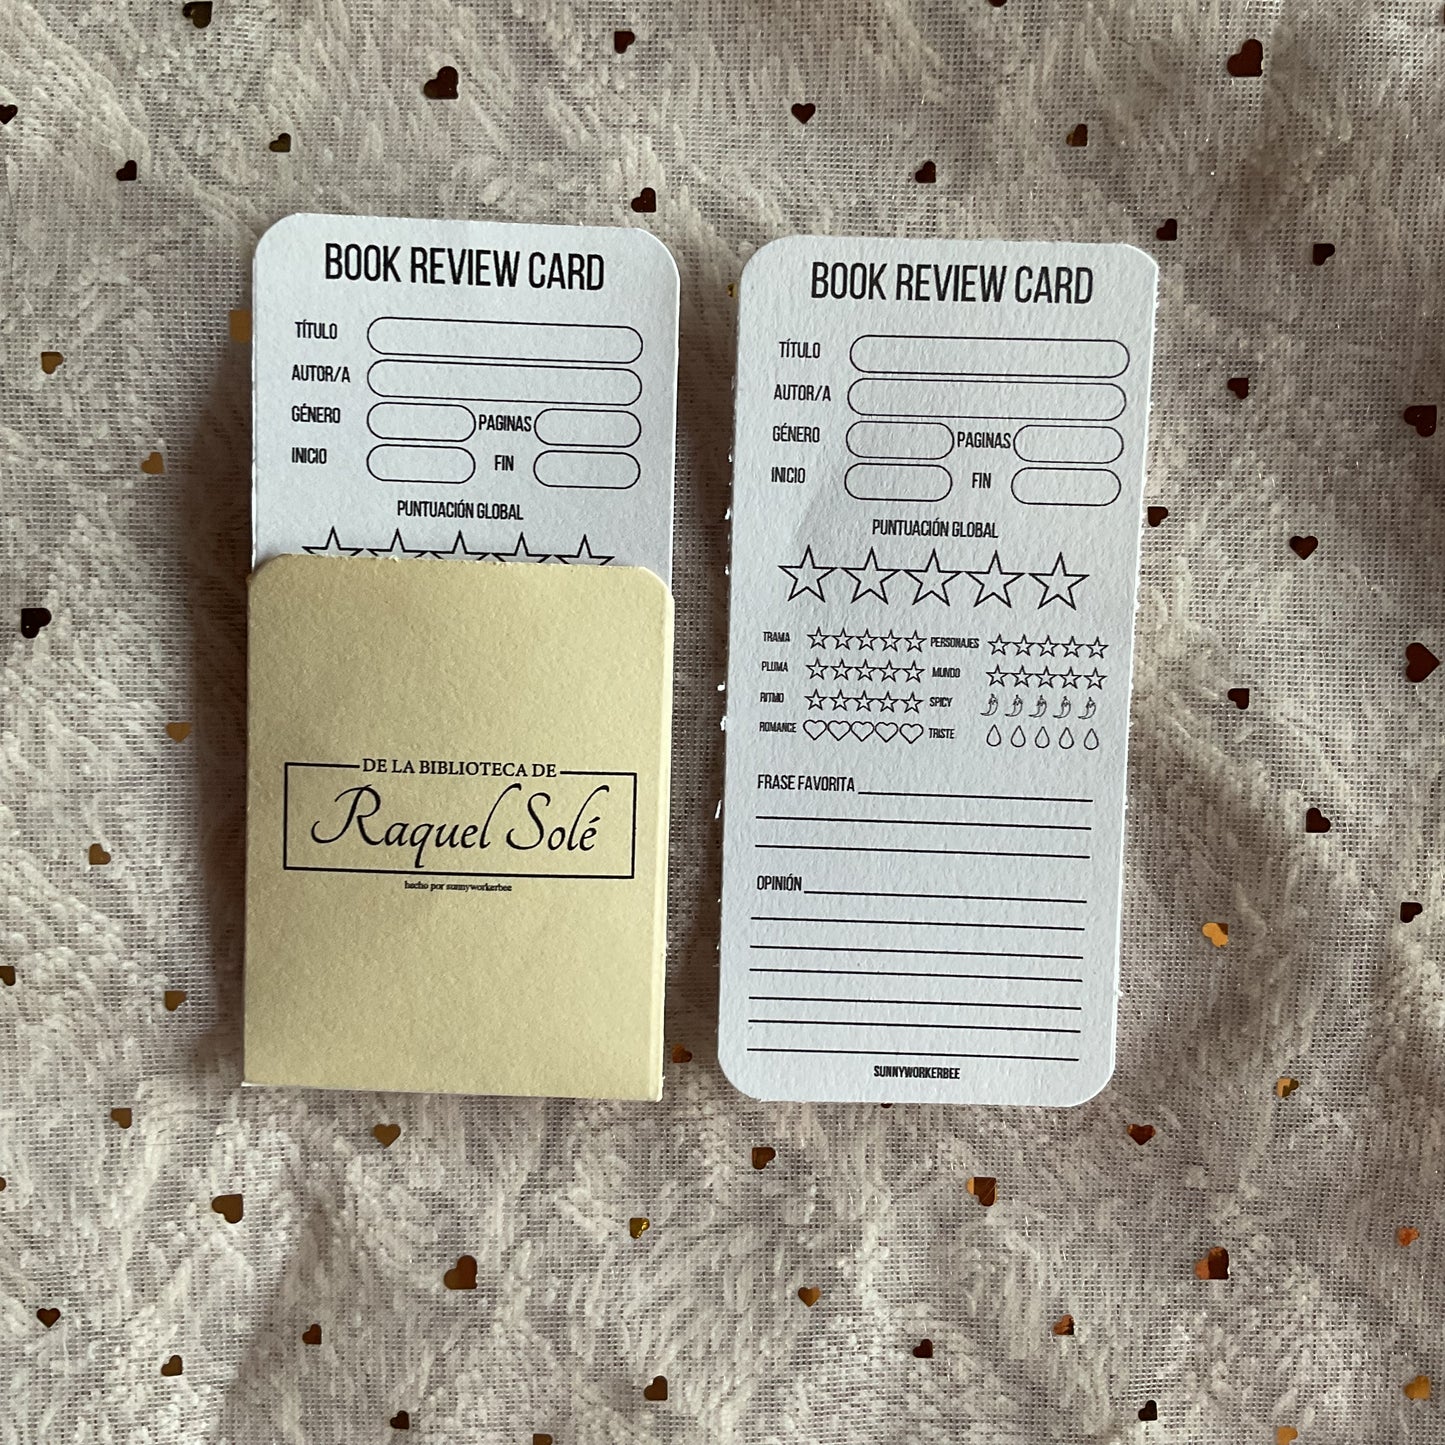 BOOK REVIEW CARD
TÍTULO
AUTOR/A
GÉNERO PAGINAS
INICIO FIN
PUNTUACIÓN GLOBAL
DE LA BIBLIOTECA DE
Raquel Solé
hecho por sunnyworkerbee
BOOK REVIEW CARD
TÍTULO
AUTOR/A
GÉNERO PAGINAS
INICIO FIN
PUNTUACIÓN GLOBAL
TRAMA PERSONAJES
PLUMA MUNDO
RITMO SPICY
ROMANCE TRISTE
FRASE FAVORITA
OPINIÓN
SUNNYWORKERBEE